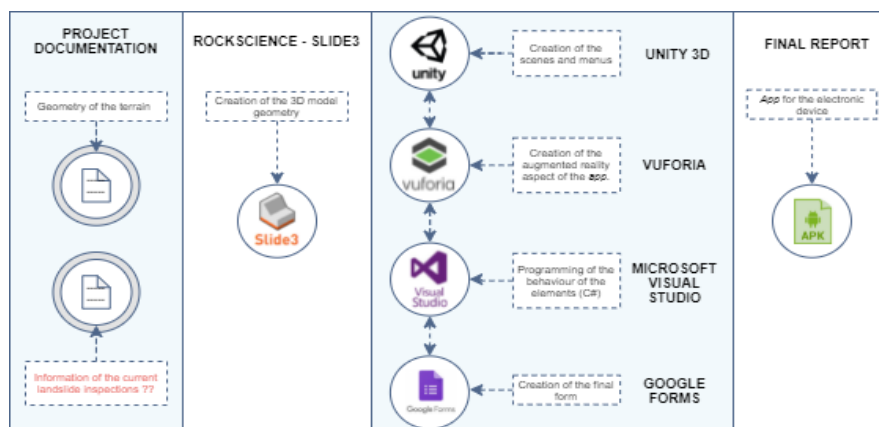 PROJECT
DOCUMENTATION
Geometry of the terrain
Information of the current
landslide inspections ??
ROCKSCIENCE - SLIDE3
Creation of the 3D model
geometry
Slide3
unity
Creation of the
scenes and menus
UNITY 3D
vuforia
Creation of the
augmented reality
aspect of the app.
VUFORIA
Visual
Studio
Programming of the
behaviour of the
elements (C#)
MICROSOFT
VISUAL
STUDIO
Google Forms
Creation of the final
form
GOOGLE
FORMS
FINAL REPORT
App for the electronic
device
APK